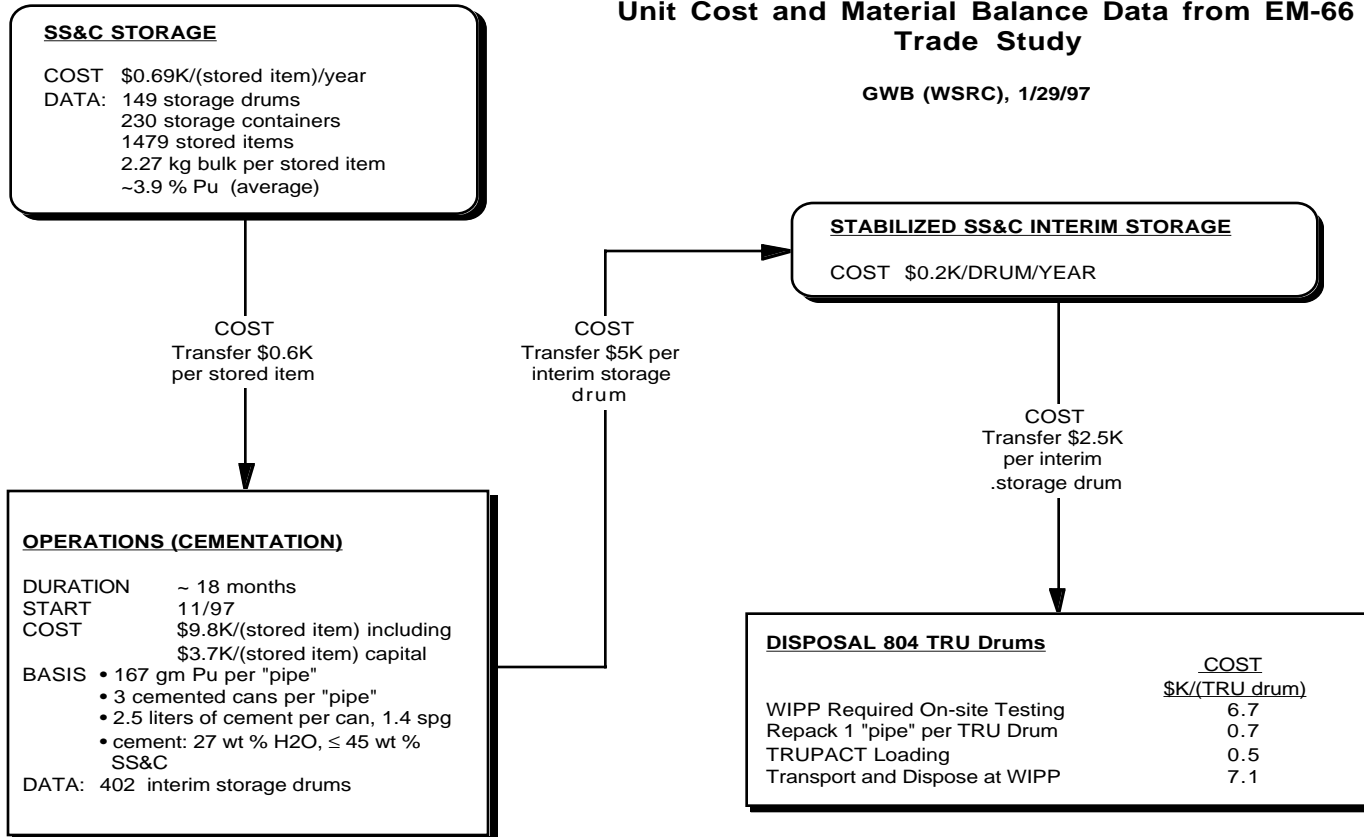 Unit Cost and Material Balance Data from EM-66
Trade Study
GWB (WSRC), 1/29/97
SS&C STORAGE
COST $0.69K/(stored item)/year
DATA: 149 storage drums
230 storage containers
1479 stored items
2.27 kg bulk per stored item
~3.9 % Pu (average)
COST
Transfer $0.6K
per stored item
OPERATIONS (CEMENTATION)
DURATION ~ 18 months
START 11/97
COST $9.8K/(stored item) including
$3.7K/(stored item) capital
BASIS • 167 gm Pu per "pipe"
• 3 cemented cans per "pipe"
• 2.5 liters of cement per can, 1.4 spg
• cement: 27 wt % H2O, ≤ 45 wt %
SS&C
DATA: 402 interim storage drums
COST
Transfer $5K per
interim storage
drum
STABILIZED SS&C INTERIM STORAGE
COST $0.2K/DRUM/YEAR
COST
Transfer $2.5K
per interim
.storage drum
DISPOSAL 804 TRU Drums
COST
$K/(TRU drum)
WIPP Required On-site Testing 6.7
Repack 1 "pipe" per TRU Drum 0.7
TRUPACT Loading 0.5
Transport and Dispose at WIPP 7.1